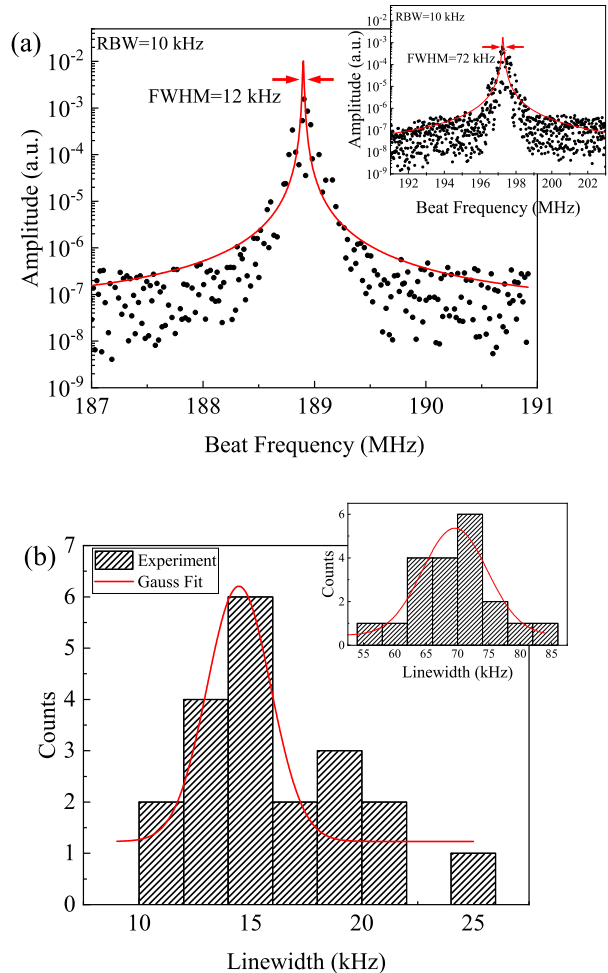 (a)
RBW=10 kHz
FWHM=12 kHz
Amplitude (a.u.)
10^-2
10^-3
10^-4
10^-5
10^-6
10^-7
10^-8
10^-9
187 188 189 190 191
Beat Frequency (MHz)
RBW=10 kHz
FWHM=72 kHz
Amplitude (a.u.)
10^-1
10^-2
10^-3
10^-4
10^-5
10^-6
10^-7
10^-8
10^-9
192 194 196 198 200 202
Beat Frequency (MHz)
(b)
Experiment
Gauss Fit
Counts
7
6
5
4
3
2
1
0
10 15 20 25
Linewidth (kHz)
Counts
6
4
2
0
55 60 65 70 75 80 85
Linewidth (kHz)